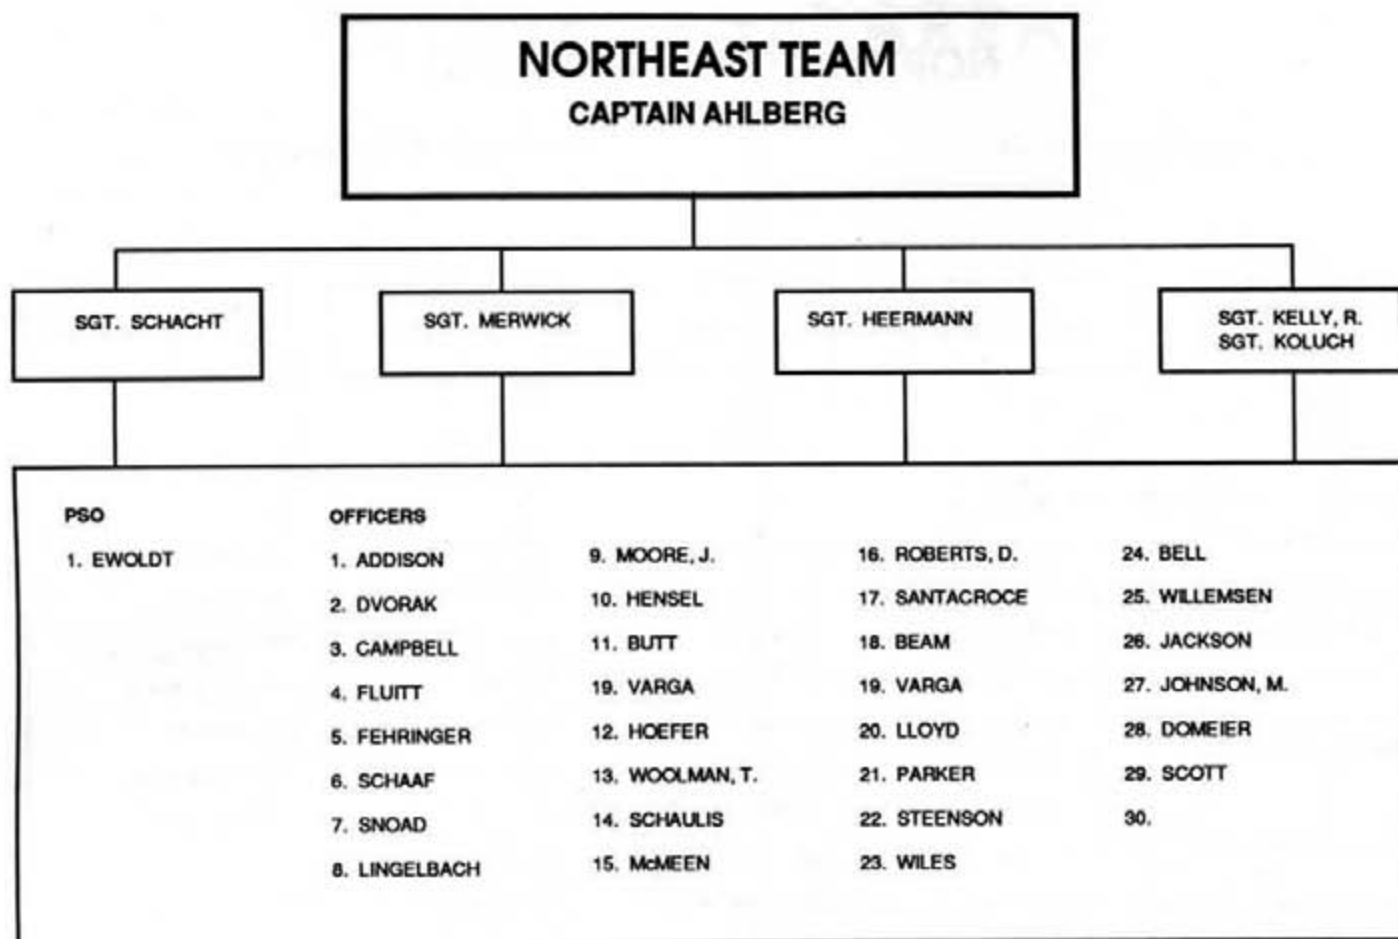 NORTHEAST TEAM
CAPTAIN AHLBERG
SGT. SCHACHT
SGT. MERWICK
SGT. HEERMANN
SGT. KELLY, R.
SGT. KOLUCH
PSO
1. EWOLDT
OFFICERS
1. ADDISON
2. DVORAK
3. CAMPBELL
4. FLUITT
5. FEHRINGER
6. SCHAAF
7. SNOAD
8. LINGELBACH
9. MOORE, J.
10. HENSEL
11. BUTT
19. VARGA
12. HOEFER
13. WOOLMAN, T.
14. SCHAULIS
15. McMEEN
16. ROBERTS, D.
17. SANTACROCE
18. BEAM
19. VARGA
20. LLOYD
21. PARKER
22. STEENSON
23. WILES
24. BELL
25. WILLEMSEN
26. JACKSON
27. JOHNSON, M.
28. DOMEIER
29. SCOTT
30.